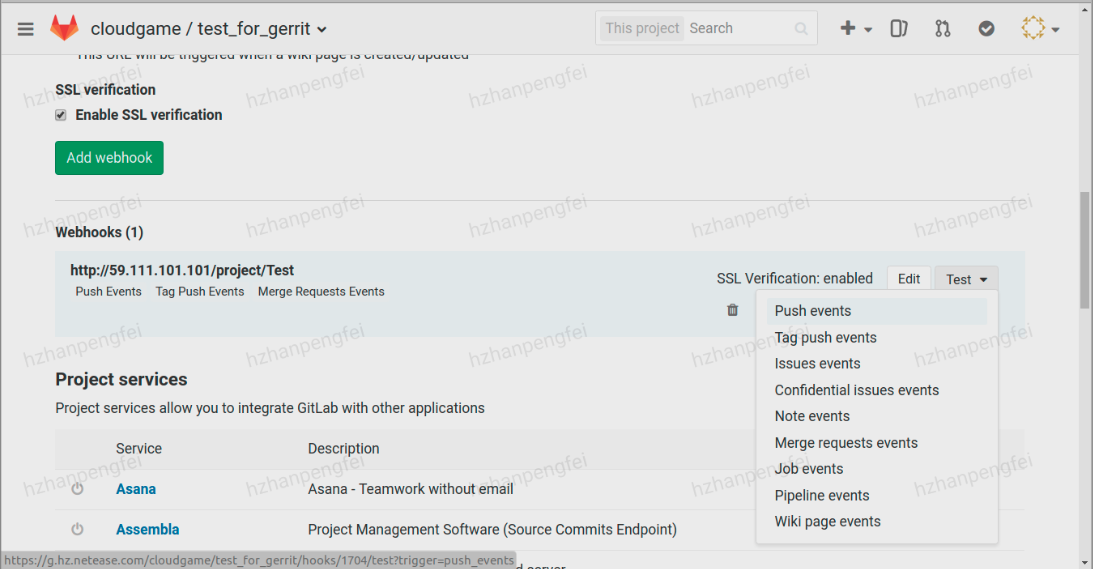 cloudgame / test_for_gerrit
This project Search
This URL will be triggered when a wiki page is created/updated
SSL verification
Enable SSL verification
Add webhook
Webhooks (1)
http://59.111.101.101/project/Test
Push Events Tag Push Events Merge Requests Events
SSL Verification: enabled Edit Test
Push events
Tag push events
Issues events
Confidential issues events
Note events
Merge requests events
Job events
Pipeline events
Wiki page events
Project services
Project services allow you to integrate GitLab with other applications
Service Description
Asana Asana - Teamwork without email
Assembla Project Management Software (Source Commits Endpoint)
https://g.hz.netease.com/cloudgame/test_for_gerrit/hooks/1704/test?trigger=push_events
server
hzhanpengfei hzhanpengfei hzhanpengfei hzhanpengfei hzhanpengfei
hzhanpengfei hzhanpengfei hzhanpengfei hzhanpengfei hzhanpengfei
hzhanpengfei hzhanpengfei hzhanpengfei hzhanpengfei hzhanpengfei
hzhanpengfei hzhanpengfei hzhanpengfei hzhanpengfei hzhanpengfei